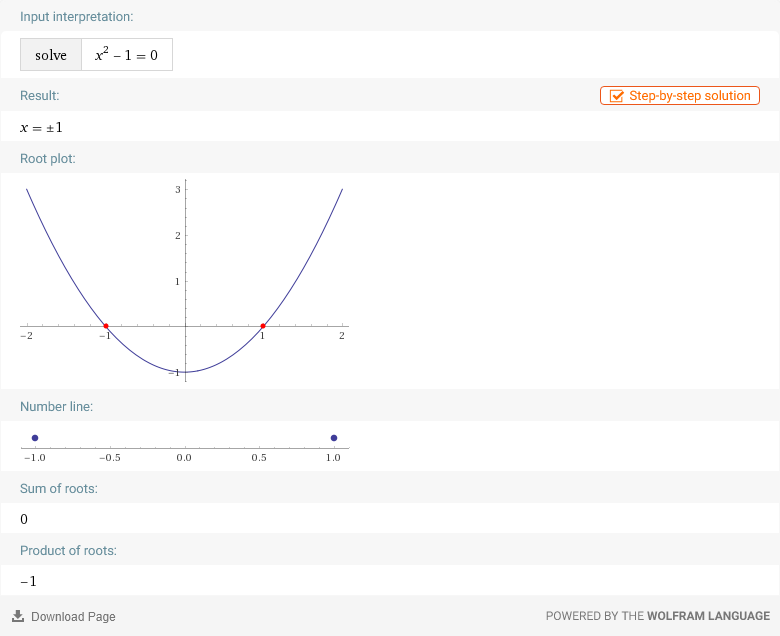 Input interpretation:
solve x² − 1 = 0
Result:
Step-by-step solution
x = ±1
Root plot:
3
2
1
−2 −1 1 2
−1
Number line:
−1.0 −0.5 0.0 0.5 1.0
Sum of roots:
0
Product of roots:
−1
Download Page POWERED BY THE WOLFRAM LANGUAGE